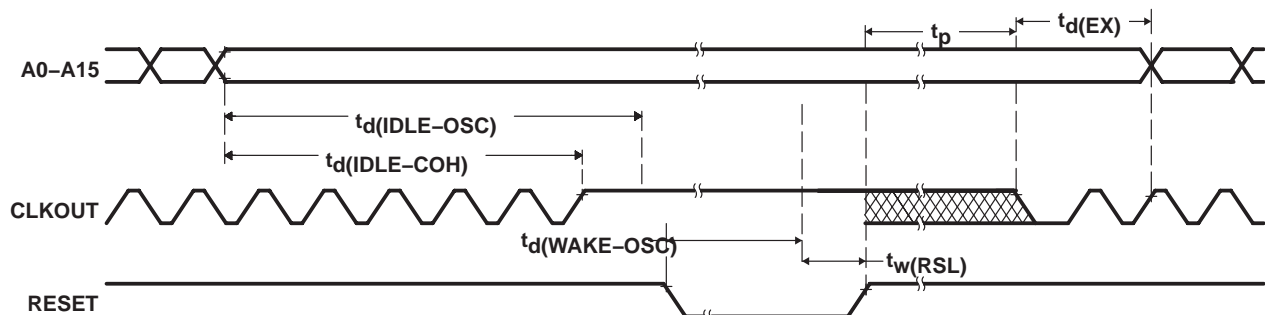 tp
td(EX)
A0–A15
td(IDLE–OSC)
td(IDLE–COH)
CLKOUT
td(WAKE–OSC)
tw(RSL)
RESET